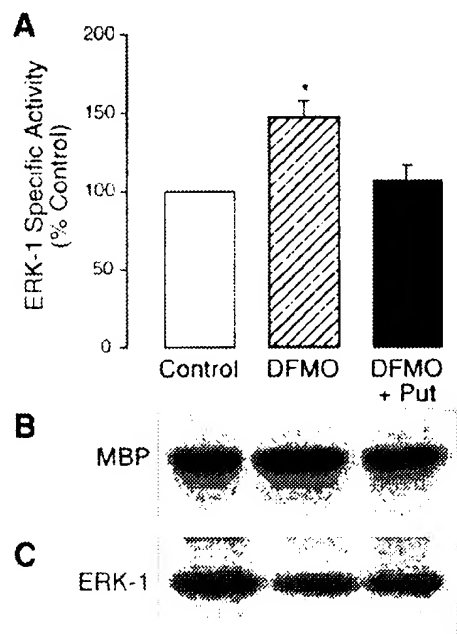 A
ERK-1 Specific Activity
(% Control)
200
150
100
50
0
*
Control
DFMO
DFMO
+ Put
B
MBP
C
ERK-1